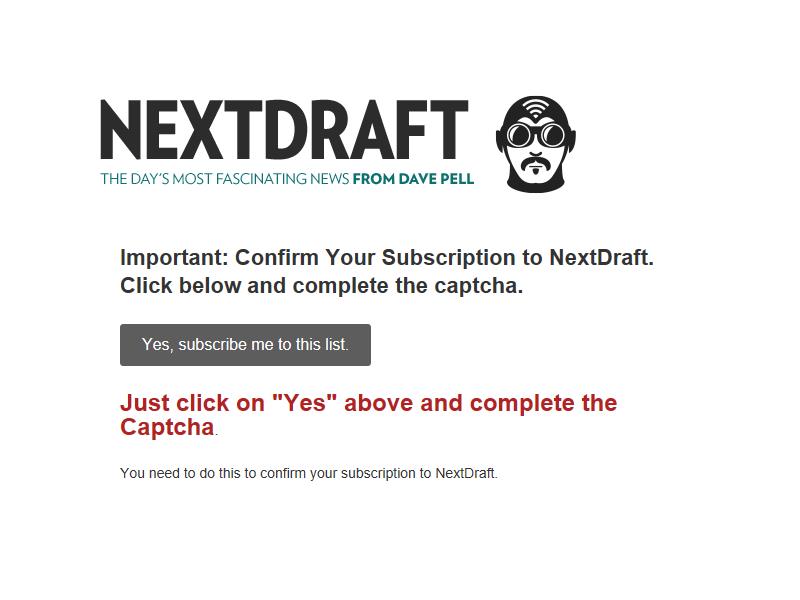 NEXTDRAFT
THE DAY'S MOST FASCINATING NEWS FROM DAVE PELL
Important: Confirm Your Subscription to NextDraft.
Click below and complete the captcha.
Yes, subscribe me to this list.
Just click on "Yes" above and complete the
Captcha.
You need to do this to confirm your subscription to NextDraft.